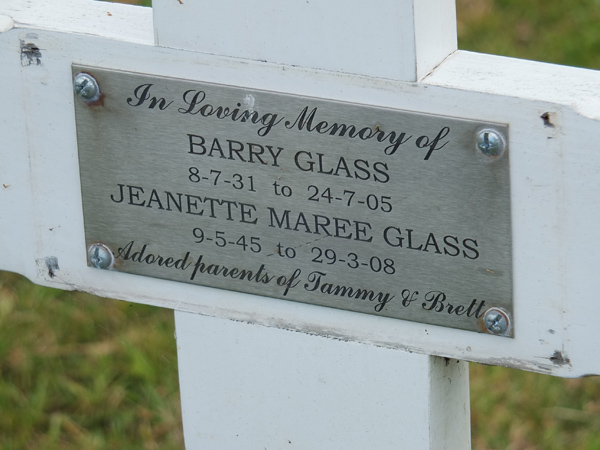 In Loving Memory of
BARRY GLASS
8-7-31 to 24-7-05
JEANETTE MAREE GLASS
9-5-45 to 29-3-08
Adored parents of Tammy & Brett